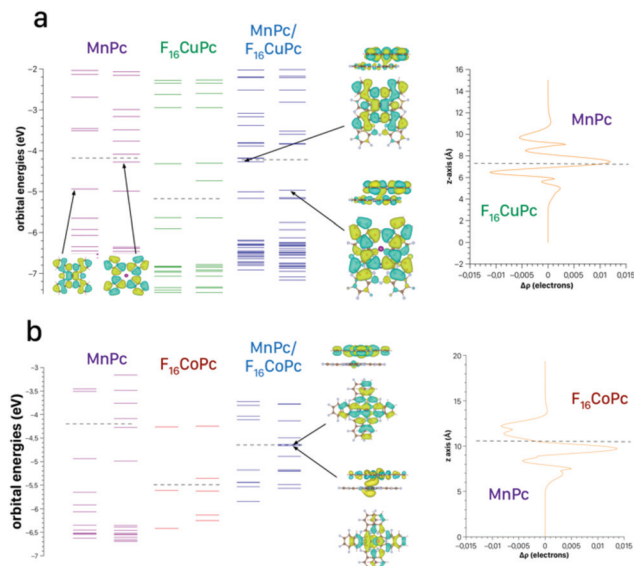 a
MnPc
F₁₆CuPc
MnPc/
F₁₆CuPc
orbital energies (eV)
−2
−3
−4
−5
−6
−7
z-axis (Å)
16
14
12
10
8
6
4
2
0
−2
MnPc
F₁₆CuPc
−0,015 −0,01 −0,005 0 0,005 0,01 0,015
Δρ (electrons)
b
MnPc
F₁₆CoPc
MnPc/
F₁₆CoPc
orbital energies (eV)
−3
−3.5
−4
−4.5
−5
−5.5
−6
−6.5
−7
z axis (Å)
20
15
10
5
0
F₁₆CoPc
MnPc
−0,015 −0,01 −0,005 0 0,005 0,01 0,015
Δρ (electrons)